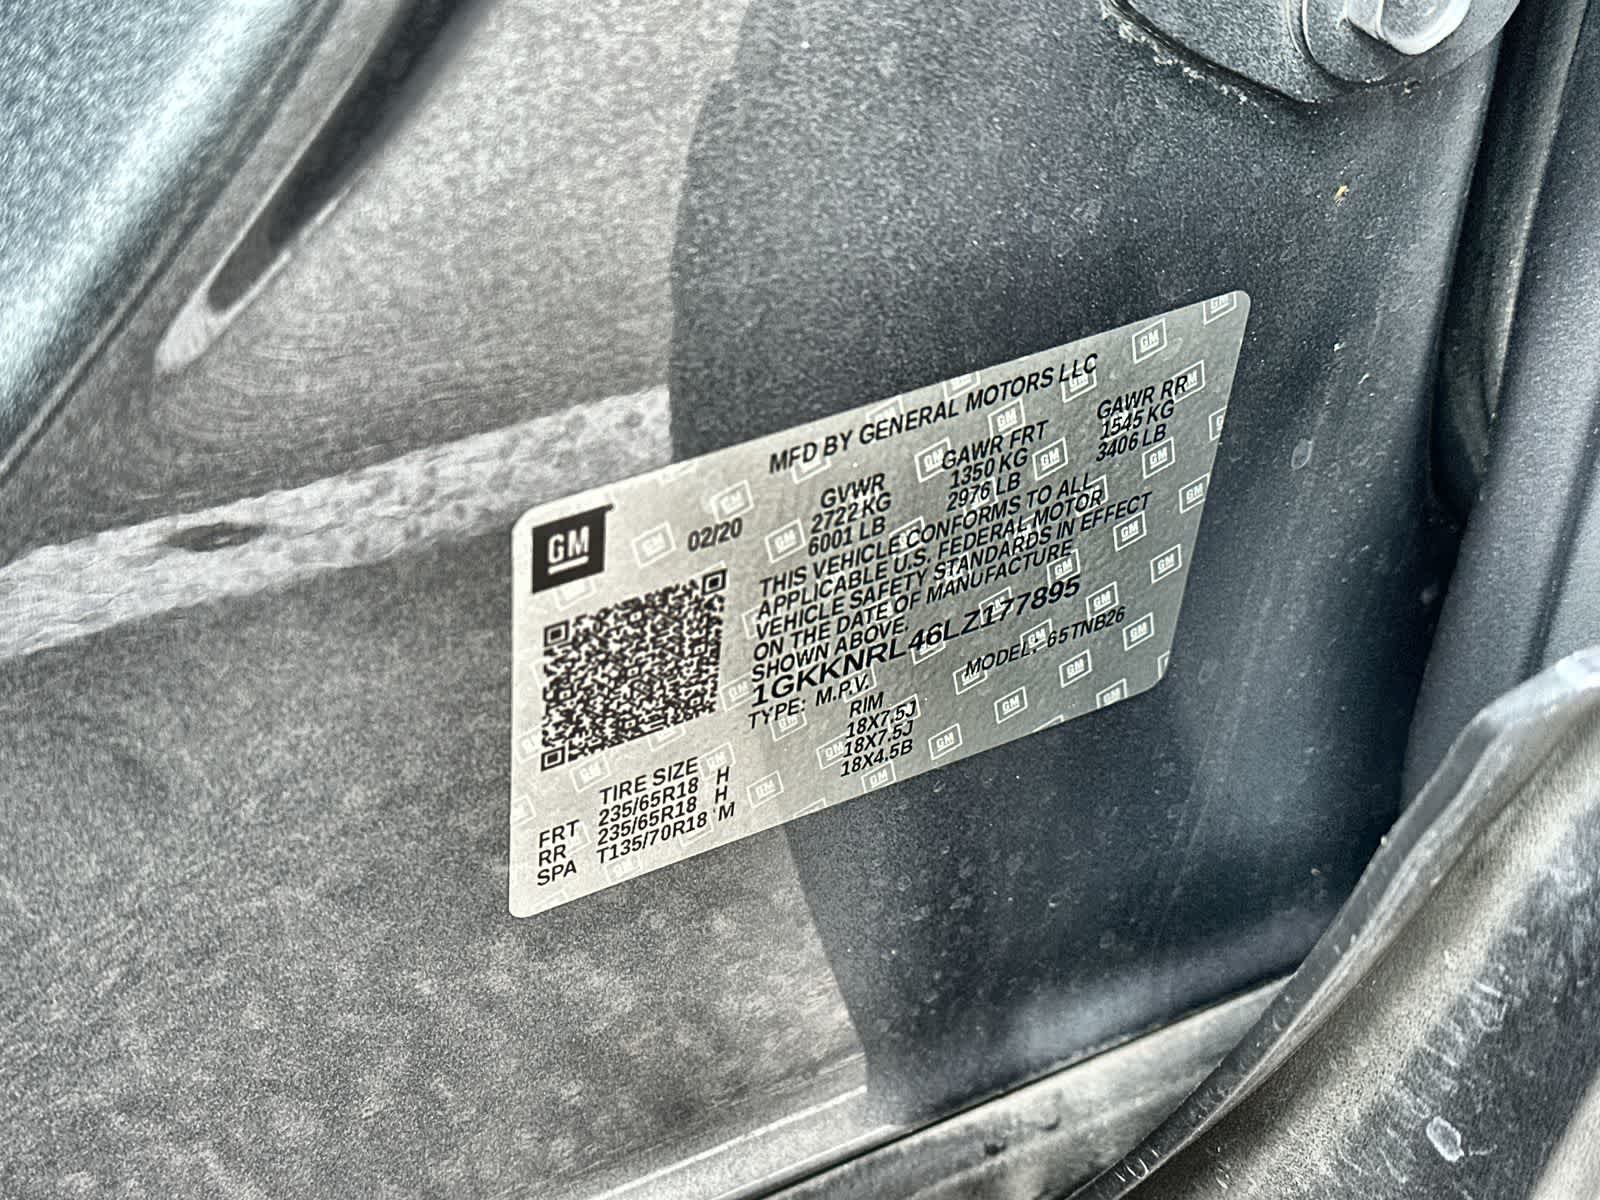 MFD BY GENERAL MOTORS LLC
GM
02/20
GVWR GAWR FRT GAWR RR
2722 KG 1350 KG 1545 KG
6001 LB 2976 LB 3406 LB
THIS VEHICLE CONFORMS TO ALL
APPLICABLE U.S. FEDERAL MOTOR
VEHICLE SAFETY STANDARDS IN EFFECT
ON THE DATE OF MANUFACTURE
SHOWN ABOVE.
1GKKNRL46LZ177895
TYPE: M.P.V. MODEL: 65TNB26
TIRE SIZE RIM
FRT 235/65R18 H 18X7.5J
RR 235/65R18 H 18X7.5J
SPA T135/70R18 M 18X4.5B